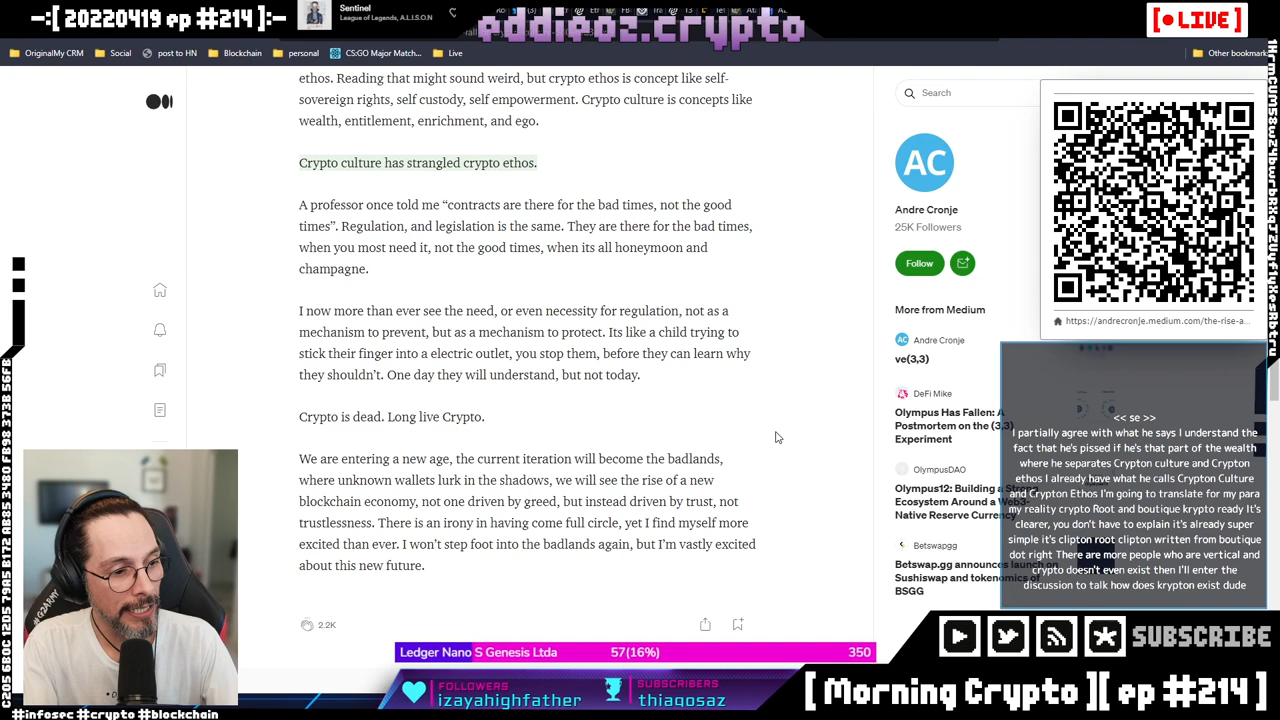 -:[ 20220419 ep #214 ]:-
Sentinel
League of Legends, A.L.I.S.O.N
eddieoz.crypto
[● LIVE]
OriginalMy CRM
Social
post to HN
Blockchain
personal
CS:GO Major Match...
Live
Other bookmark
ethos. Reading that might sound weird, but crypto ethos is concept like self-
sovereign rights, self custody, self empowerment. Crypto culture is concepts like
wealth, entitlement, enrichment, and ego.
Crypto culture has strangled crypto ethos.
A professor once told me “contracts are there for the bad times, not the good
times”. Regulation, and legislation is the same. They are there for the bad times,
when you most need it, not the good times, when its all honeymoon and
champagne.
I now more than ever see the need, or even necessity for regulation, not as a
mechanism to prevent, but as a mechanism to protect. Its like a child trying to
stick their finger into a electric outlet, you stop them, before they can learn why
they shouldn’t. One day they will understand, but not today.
Crypto is dead. Long live Crypto.
We are entering a new age, the current iteration will become the badlands,
where unknown wallets lurk in the shadows, we will see the rise of a new
blockchain economy, not one driven by greed, but instead driven by trust, not
trustlessness. There is an irony in having come full circle, yet I find myself more
excited than ever. I won’t step foot into the badlands again, but I’m vastly excited
about this new future.
2.2K
Search
AC
Andre Cronje
25K Followers
Follow
More from Medium
AC Andre Cronje
ve(3,3)
DeFi Mike
Olympus Has Fallen: A
Postmortem on the (3,3)
Experiment
OlympusDAO
Olympus12: Building a Strong
Ecosystem Around a Web3-
Native Reserve Currency
Betswapgg
Betswap.gg announces launch on
Sushiswap and tokenomics of
BSGG
https://andrecronje.medium.com/the-rise-a...
<< se >>
I partially agree with what he says I understand the
fact that he's pissed if he's that part of the wealth
where he separates Crypton culture and Crypton
ethos I already have what he calls Crypton Culture
and Crypton Ethos I'm going to translate for my para
my reality crypto Root and boutique krypto ready It's
clearer, you don't have to explain it's already super
simple it's clipton root clipton written from boutique
dot right There are more people who are vertical and
crypto doesn't even exist then I'll enter the
discussion to talk how does krypton exist dude
Ledger Nano S Genesis Ltda
57(16%)
350
FOLLOWERS
izayahighfather
SUBSCRIBERS
thiagosaz
SUBSCRIBE
[ Morning Crypto ][ ep #214 ]
#infosec #crypto #blockchain